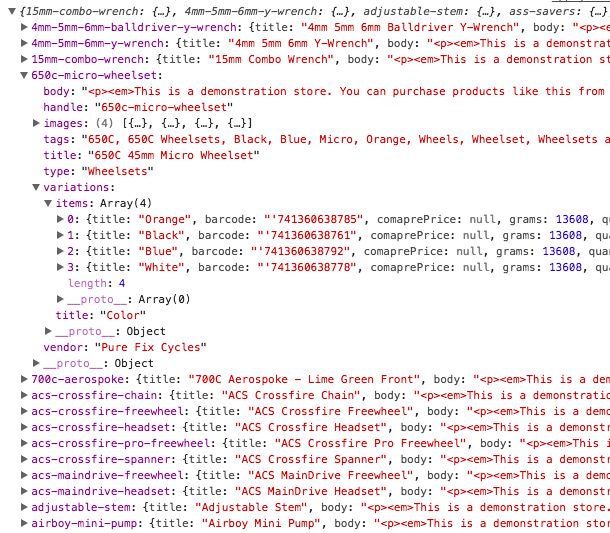 ▼{15mm-combo-wrench: {…}, 4mm-5mm-6mm-y-wrench: {…}, adjustable-stem: {…}, ass-savers: {…},
▶4mm-5mm-6mm-balldriver-y-wrench: {title: "4mm 5mm 6mm Balldriver Y-Wrench", body: "<p><e
▶4mm-5mm-6mm-y-wrench: {title: "4mm 5mm 6mm Y-Wrench", body: "<p><em>This is a demonstrat
▶15mm-combo-wrench: {title: "15mm Combo Wrench", body: "<p><em>This is a demonstration st
▼650c-micro-wheelset:
body: "<p><em>This is a demonstration store. You can purchase products like this from
handle: "650c-micro-wheelset"
▶images: (4) [{…}, {…}, {…}, {…}]
tags: "650C, 650C Wheelsets, Black, Blue, Micro, Orange, Wheels, Wheelset, Wheelsets a
title: "650C 45mm Micro Wheelset"
type: "Wheelsets"
▼variations:
▼items: Array(4)
▶0: {title: "Orange", barcode: "'741360638785", comaprePrice: null, grams: 13608, qu
▶1: {title: "Black", barcode: "'741360638761", comaprePrice: null, grams: 13608, qua
▶2: {title: "Blue", barcode: "'741360638792", comaprePrice: null, grams: 13608, quan
▶3: {title: "White", barcode: "'741360638778", comaprePrice: null, grams: 13608, qua
length: 4
▶__proto__: Array(0)
title: "Color"
▶__proto__: Object
vendor: "Pure Fix Cycles"
▶__proto__: Object
▶700c-aerospoke: {title: "700C Aerospoke – Lime Green Front", body: "<p><em>This is a dem
▶acs-crossfire-chain: {title: "ACS Crossfire Chain", body: "<p><em>This is a demonstratio
▶acs-crossfire-freewheel: {title: "ACS Crossfire Freewheel", body: "<p><em>This is a demo
▶acs-crossfire-headset: {title: "ACS Crossfire Headset", body: "<p><em>This is a demonstr
▶acs-crossfire-pro-freewheel: {title: "ACS Crossfire Pro Freewheel", body: "<p><em>This i
▶acs-crossfire-spanner: {title: "ACS Crossfire Spanner", body: "<p><em>This is a demonstr
▶acs-maindrive-freewheel: {title: "ACS MainDrive Freewheel", body: "<p><em>This is a demo
▶acs-maindrive-headset: {title: "ACS MainDrive Headset", body: "<p><em>This is a demonstr
▶adjustable-stem: {title: "Adjustable Stem", body: "<p><em>This is a demonstration store.
▶airboy-mini-pump: {title: "Airboy Mini Pump", body: "<p><em>This is a demonstration stor